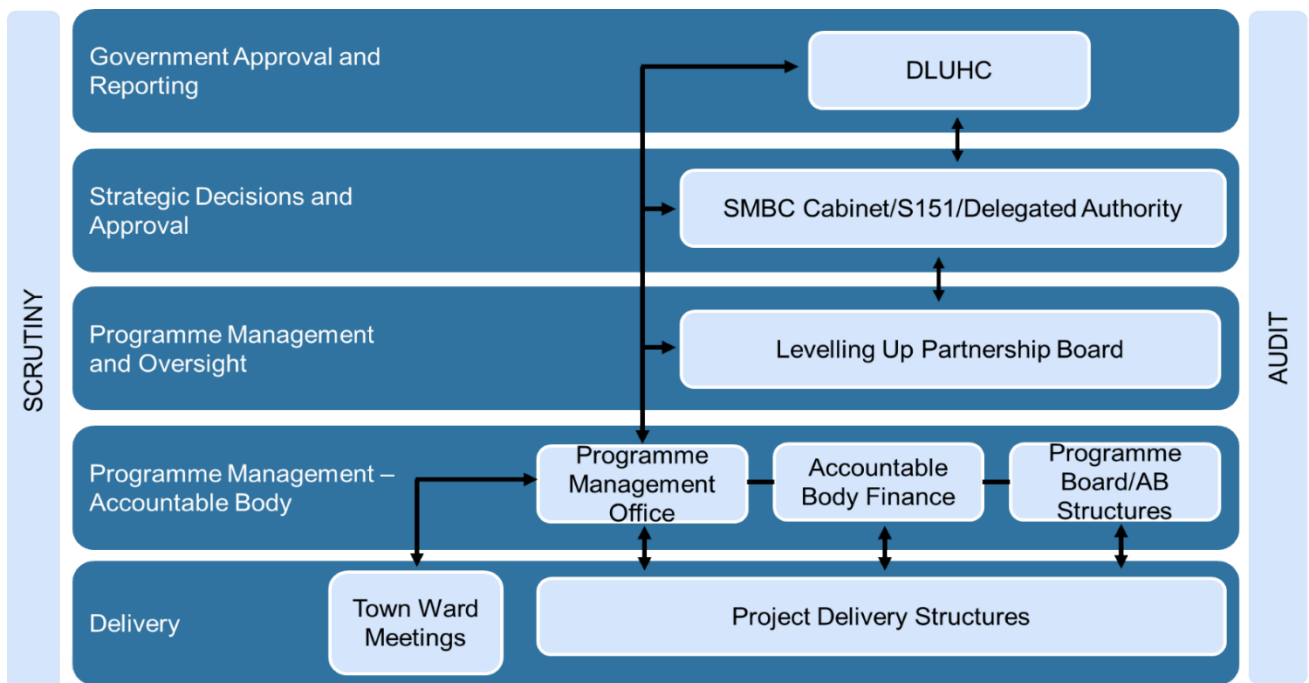 SCRUTINY
Government Approval and
Reporting
DLUHC
Strategic Decisions and
Approval
SMBC Cabinet/S151/Delegated Authority
Programme Management
and Oversight
Levelling Up Partnership Board
Programme Management –
Accountable Body
Programme
Management
Office
Accountable
Body Finance
Programme
Board/AB
Structures
Delivery
Town Ward
Meetings
Project Delivery Structures
AUDIT